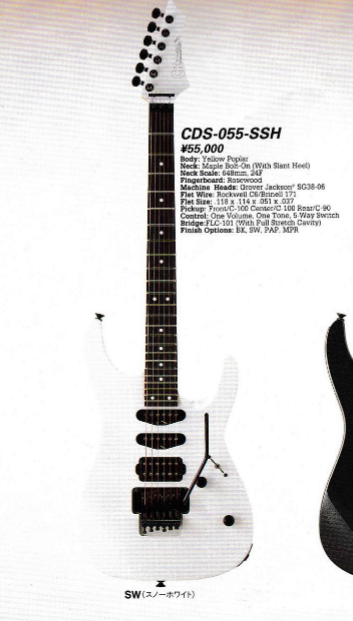 CDS-055-SSH
¥55,000
Body: Yellow Poplar
Neck: Maple Bolt-On (With Slant Heel)
Neck Scale: 648mm, 24F
Fingerboard: Rosewood
Machine Heads: Grover Jackson® SG38-06
Flet Wire: Rockwell C6/Brinell 171
Flet Size: .118 x .114 x .051 x .037
Pickup: Front/C-100 Center/C-100 Rear/C-90
Control: One Volume, One Tone, 5-Way Switch
Bridge:FLC-101 (With Full Stretch Cavity)
Finish Options: BK, SW, PAP, MPR
SW(スノーホワイト)